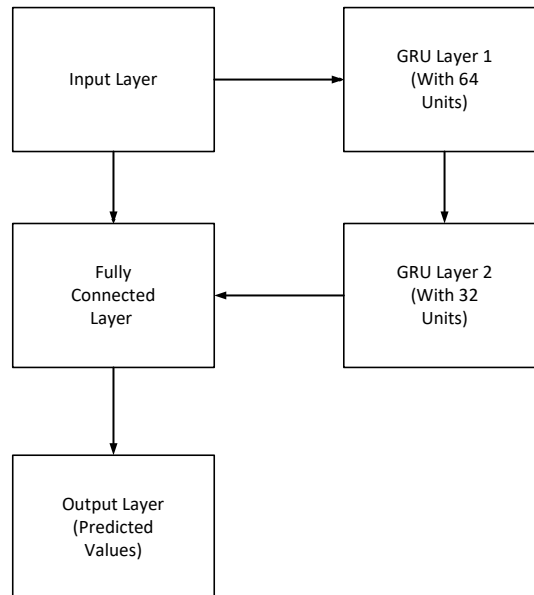 Input Layer
GRU Layer 1
(With 64
Units)
Fully
Connected
Layer
GRU Layer 2
(With 32
Units)
Output Layer
(Predicted
Values)